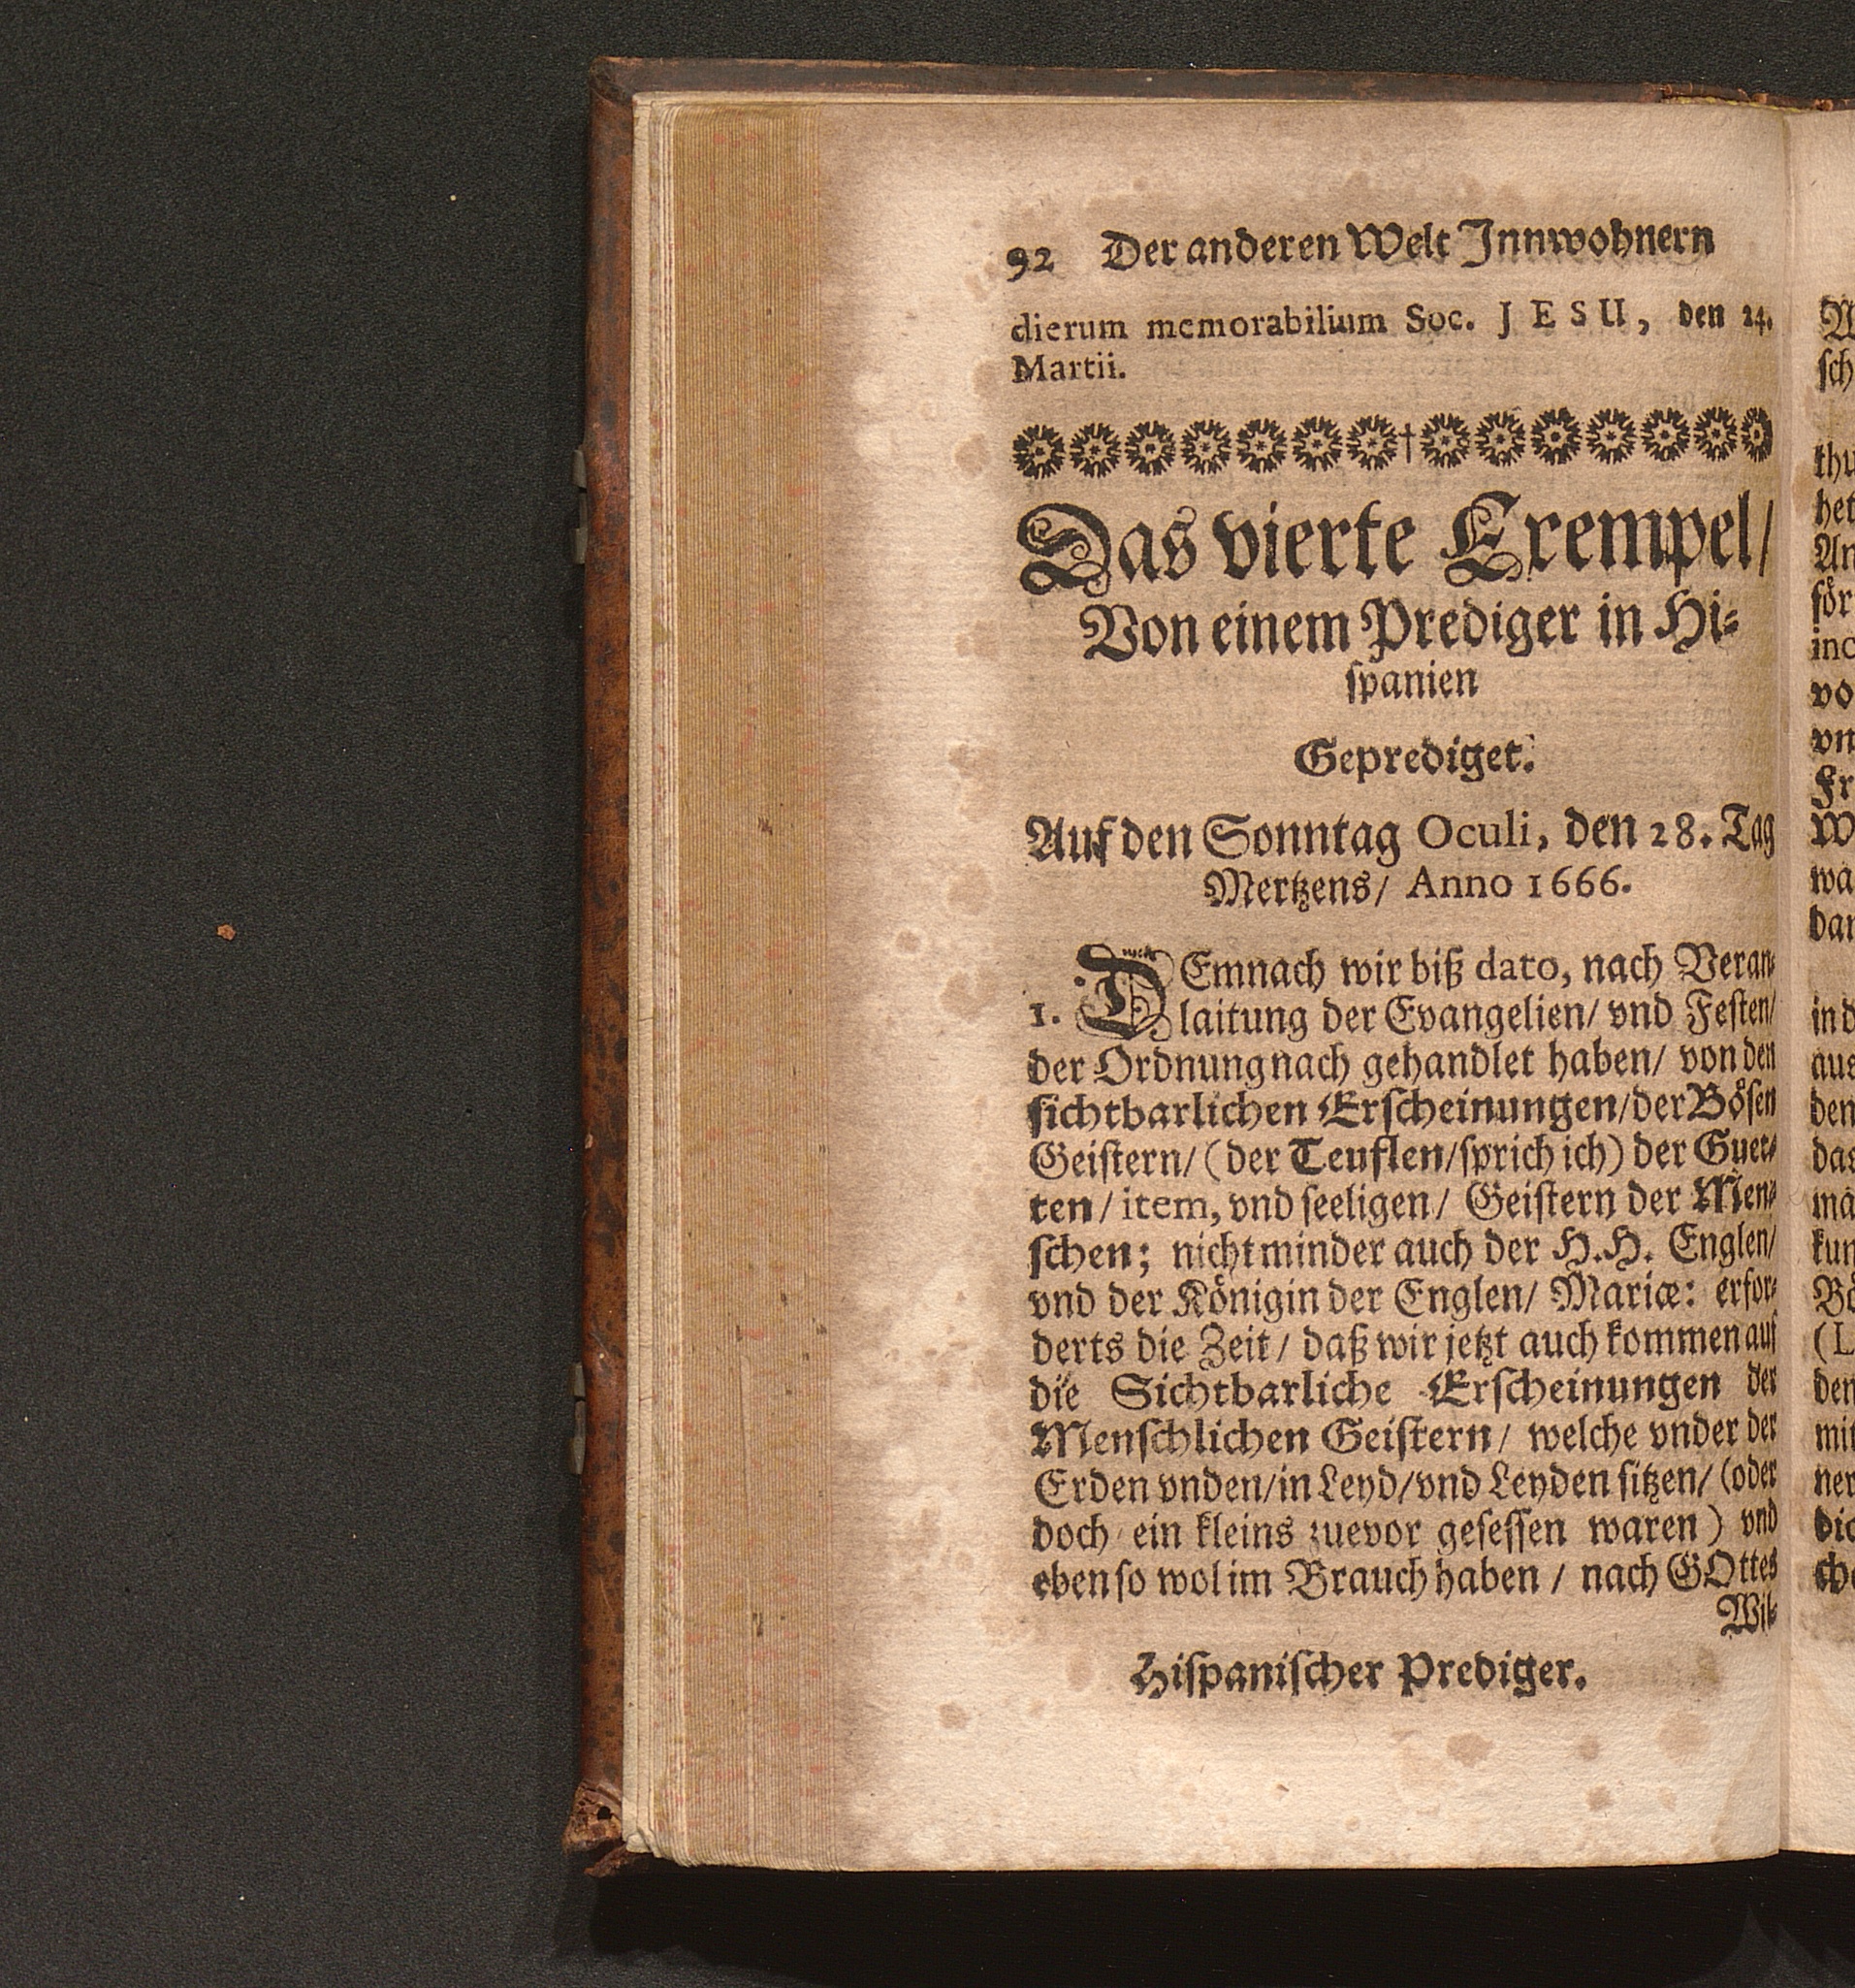 92 Der anderen Welt Innwohnern
dierum memorabilium Soc. JESU, den 24.
Martii.
Das vierte Exempel/
Von einem Prediger in Hi-
spanien
Geprediget.
Auf den Sonntag Oculi, den 28. Tag
Mertzens/ Anno 1666.
1. DEmnach wir biß dato, nach Veran-
laitung der Evangelien/ vnd Festen/
der Ordnung nach gehandlet haben/ von den
sichtbarlichen Erscheinungen/ der Bösen
Geistern/ (der Teuflen/ sprich ich) der Guet-
ten/ item, vnd seeligen/ Geistern der Men-
schen; nicht minder auch der H.H. Englen/
vnd der Königin der Englen/ Mariæ: erfor-
derts die Zeit/ daß wir jetzt auch kommen auf
die Sichtbarliche Erscheinungen der
Menschlichen Geistern/ welche vnder der
Erden vnden/ in Leyd/ vnd Leyden sitzen/ (oder
doch ein kleins zuevor gesessen waren) vnd
eben so wol im Brauch haben/ nach GOttes
Wil-
Hispanischer Prediger.